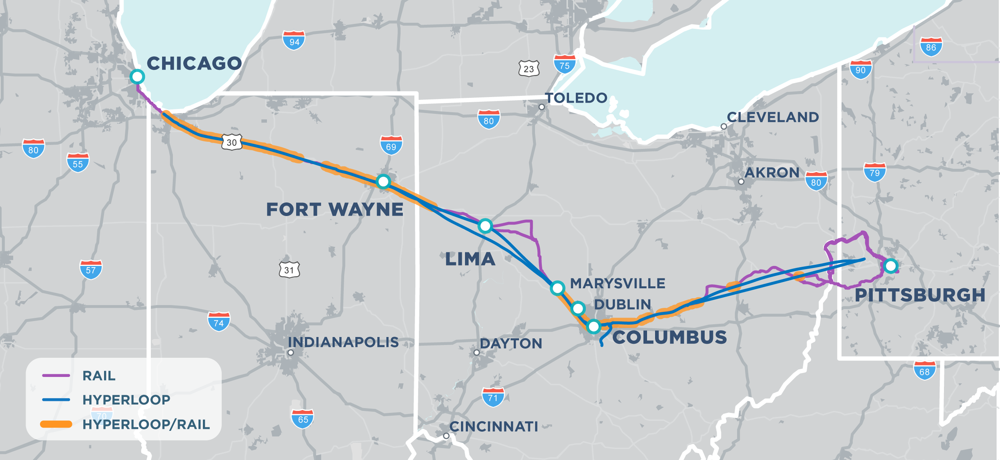 94
86
CHICAGO
23
75
90
TOLEDO
80
CLEVELAND
30
69
80
55
79
AKRON
80
FORT WAYNE
LIMA
57
31
MARYSVILLE
PITTSBURGH
DUBLIN
74
COLUMBUS
INDIANAPOLIS
DAYTON
68
RAIL
71
HYPERLOOP
70
65
HYPERLOOP/RAIL
CINCINNATI